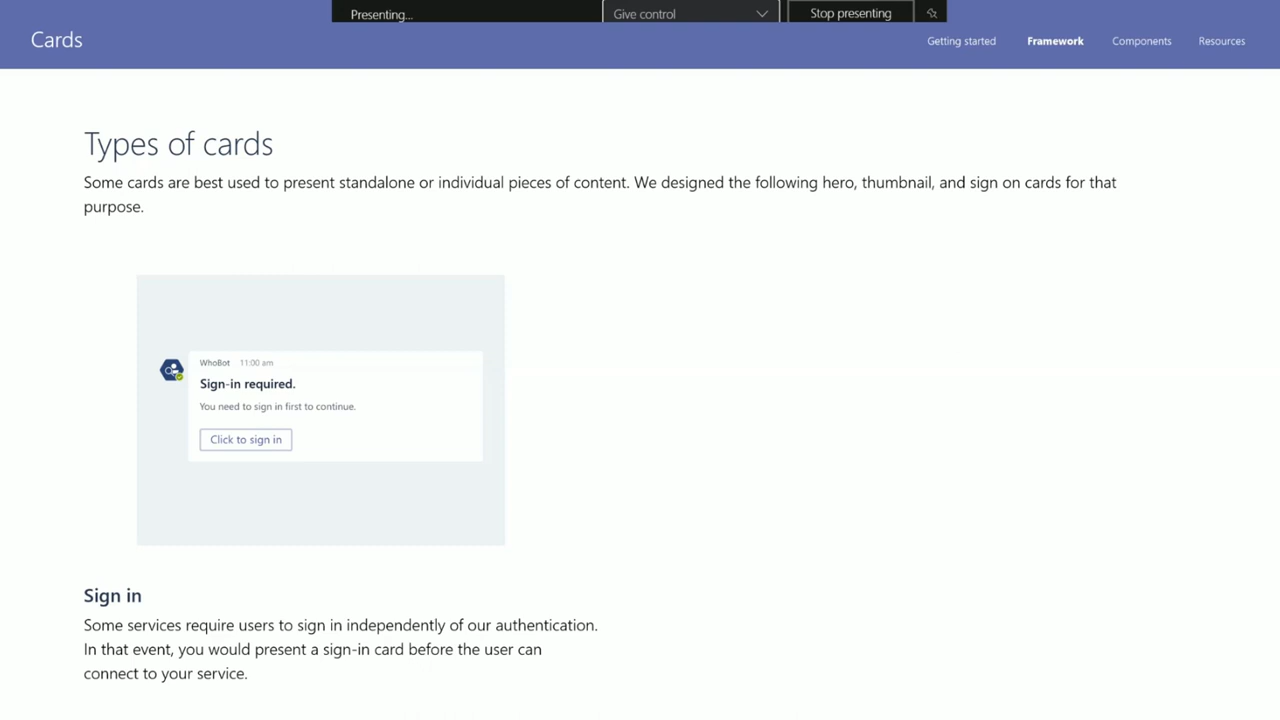 Presenting...
Give control
Stop presenting
Cards
Getting started
Framework
Components
Resources
Types of cards
Some cards are best used to present standalone or individual pieces of content. We designed the following hero, thumbnail, and sign on cards for that
purpose.
WhoBot 11:00 am
Sign-in required.
You need to sign in first to continue.
Click to sign in
Sign in
Some services require users to sign in independently of our authentication.
In that event, you would present a sign-in card before the user can
connect to your service.